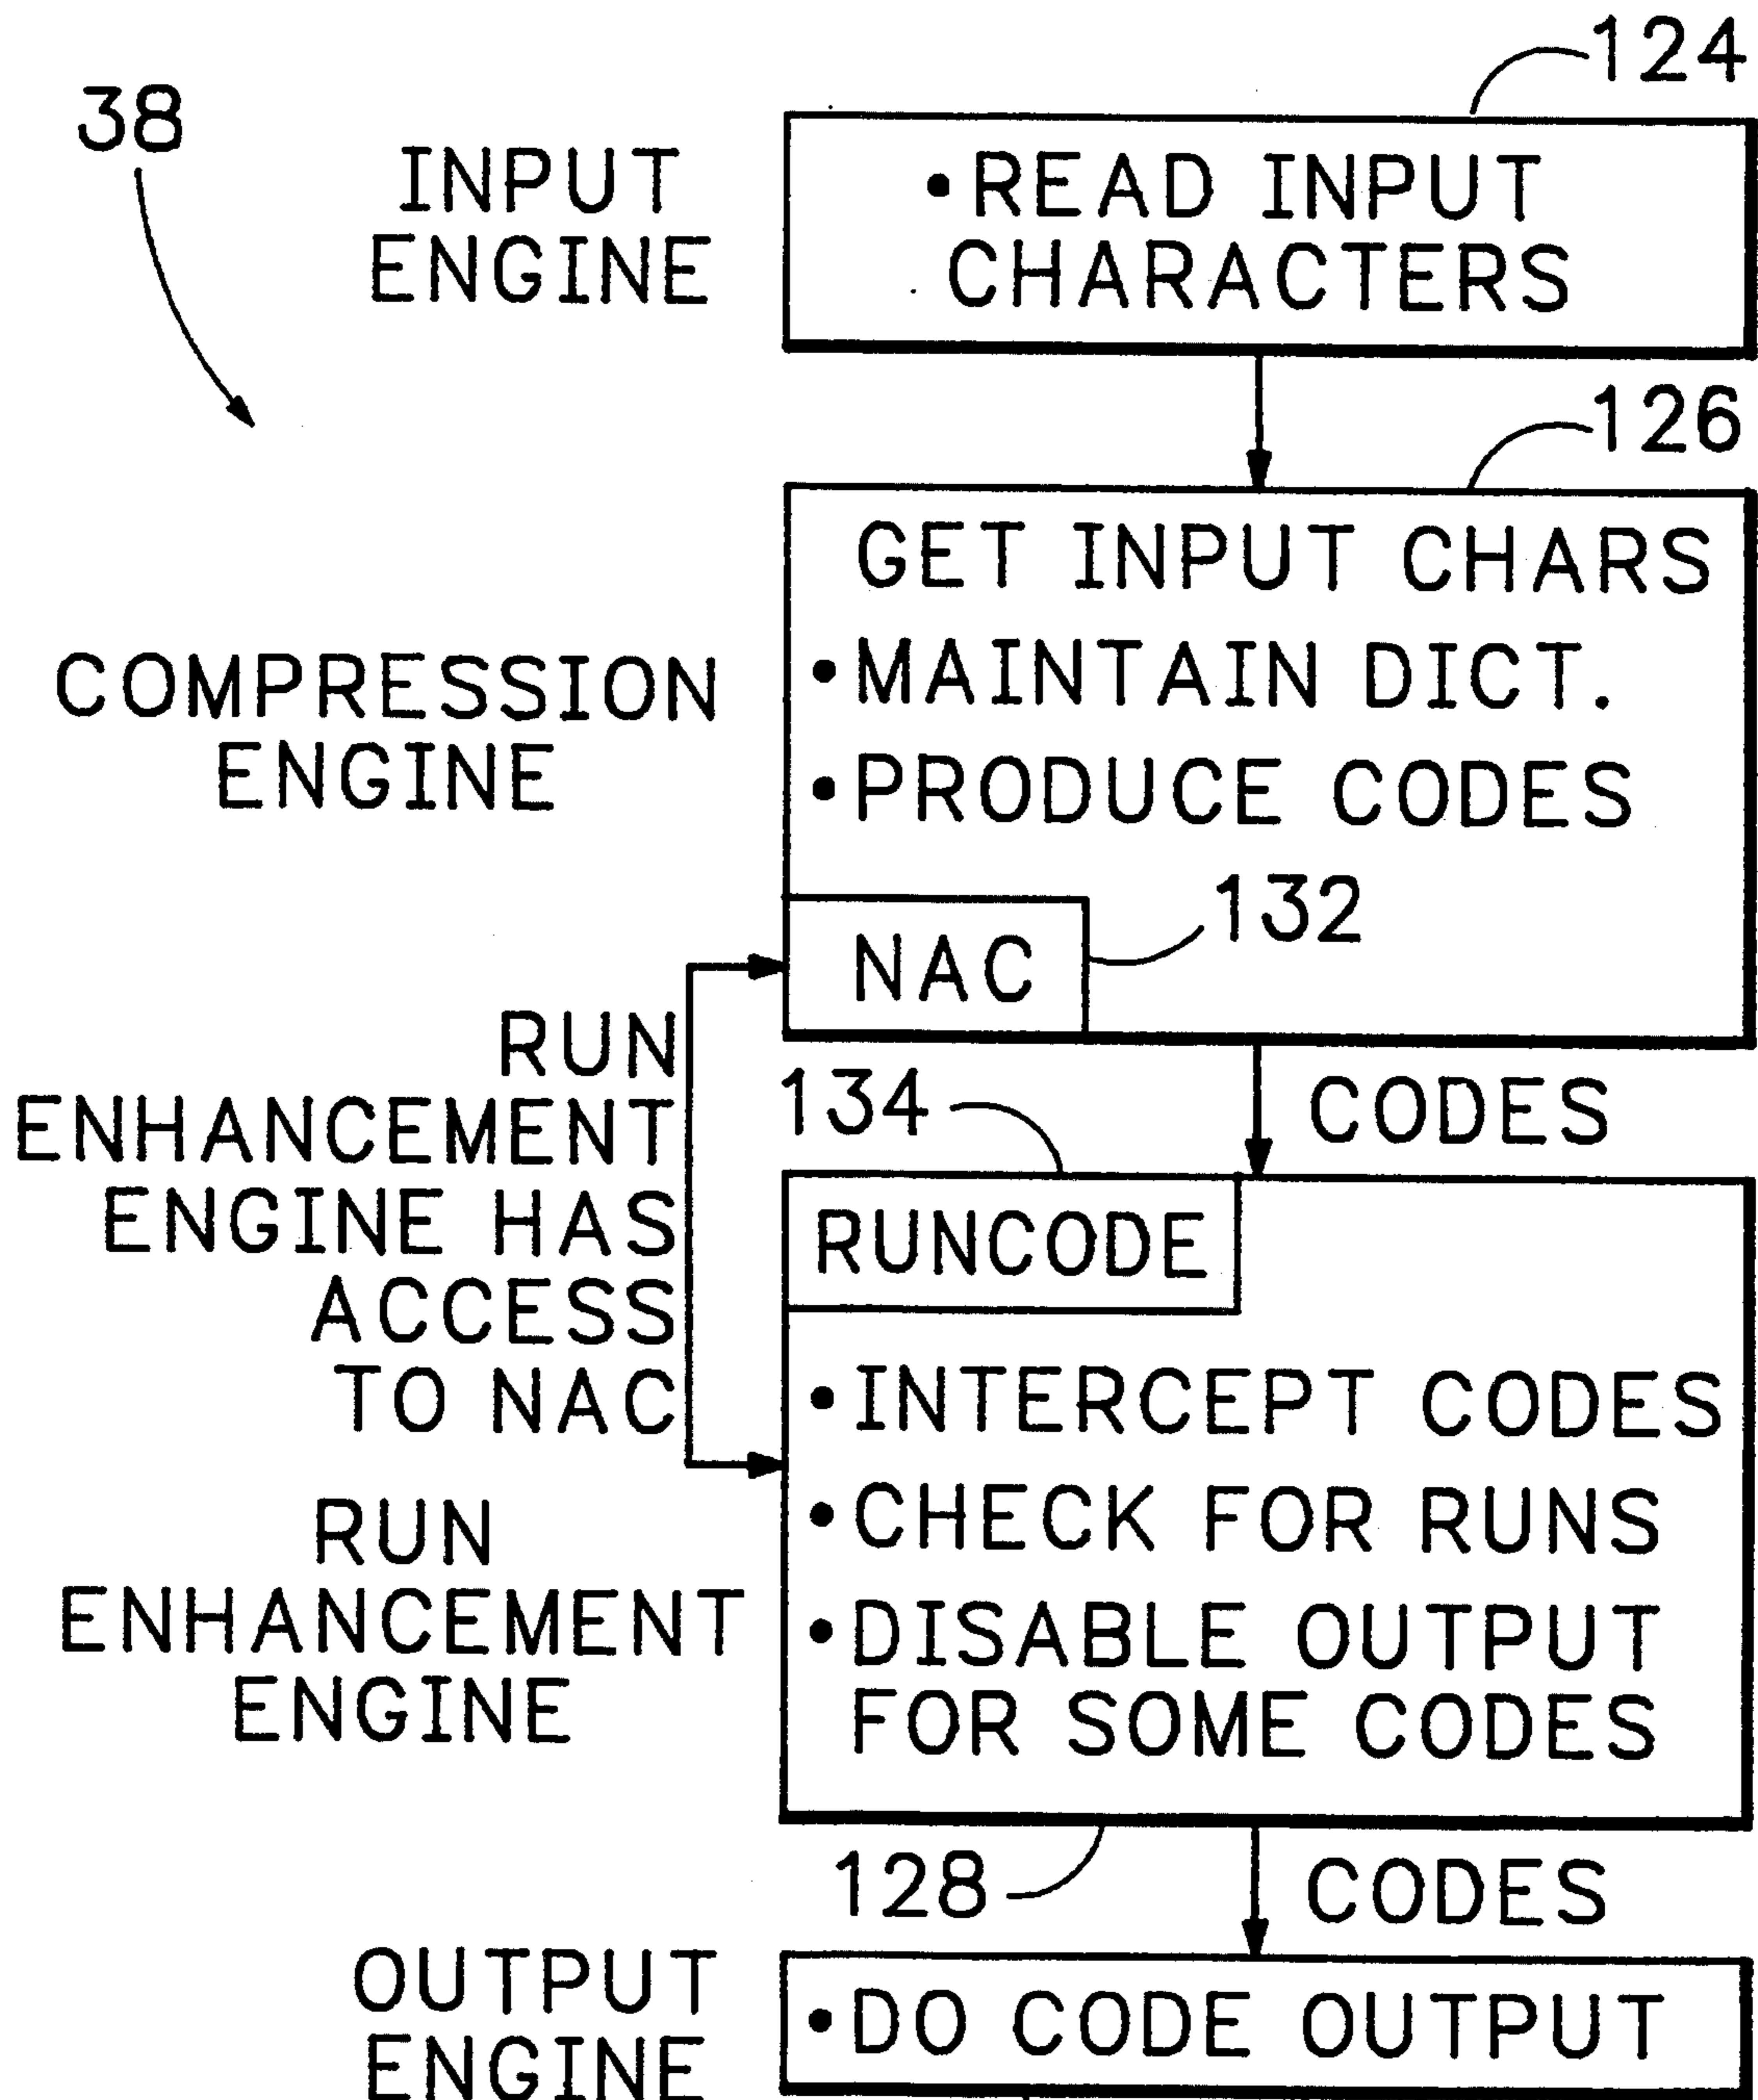 124
38
INPUT
ENGINE
•READ INPUT
CHARACTERS
126
COMPRESSION
ENGINE
GET INPUT CHARS
•MAINTAIN DICT.
•PRODUCE CODES
132
NAC
RUN
ENHANCEMENT
ENGINE HAS
ACCESS
TO NAC
134
CODES
RUNCODE
•INTERCEPT CODES
•CHECK FOR RUNS
•DISABLE OUTPUT
FOR SOME CODES
RUN
ENHANCEMENT
ENGINE
128
CODES
OUTPUT
ENGINE
•DO CODE OUTPUT